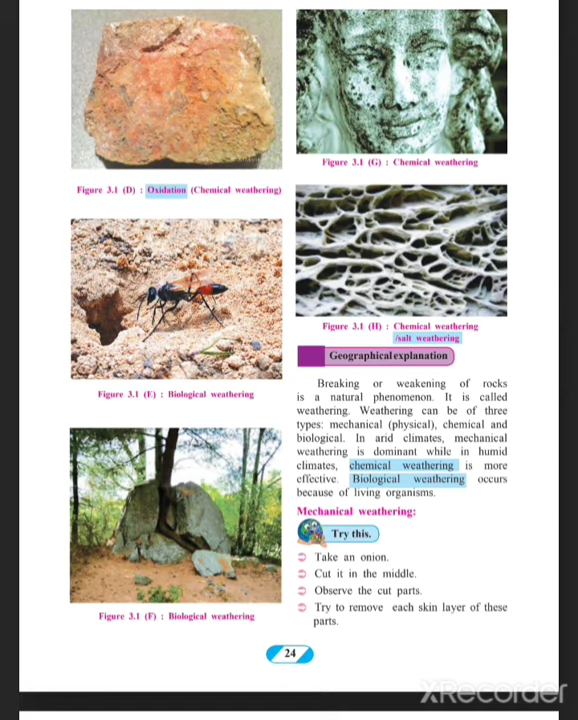 Figure 3.1 (D) : Oxidation (Chemical weathering)
Figure 3.1 (E) : Biological weathering
Figure 3.1 (F) : Biological weathering
Figure 3.1 (G) : Chemical weathering
Figure 3.1 (H) : Chemical weathering
/salt weathering
Geographical explanation
Breaking or weakening of rocks
is a natural phenomenon. It is called
weathering. Weathering can be of three
types: mechanical (physical), chemical and
biological. In arid climates, mechanical
weathering is dominant while in humid
climates, chemical weathering is more
effective. Biological weathering occurs
because of living organisms.
Mechanical weathering:
Try this.
Take an onion.
Cut it in the middle.
Observe the cut parts.
Try to remove each skin layer of these
parts.
24
XRecorder